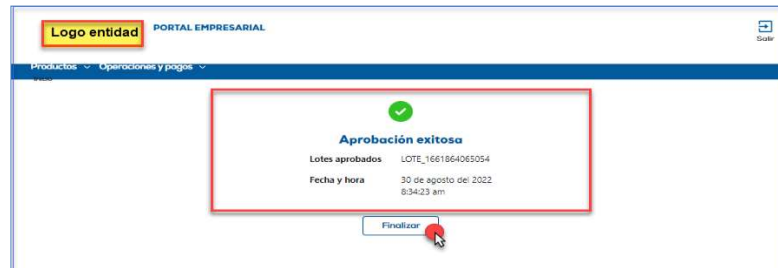 Logo entidad
PORTAL EMPRESARIAL
Salir
Productos Operaciones y pagos
Inicio
Aprobación exitosa
Lotes aprobados LOTE_1661864065054
Fecha y hora 30 de agosto del 2022
8:34:23 am
Finalizar